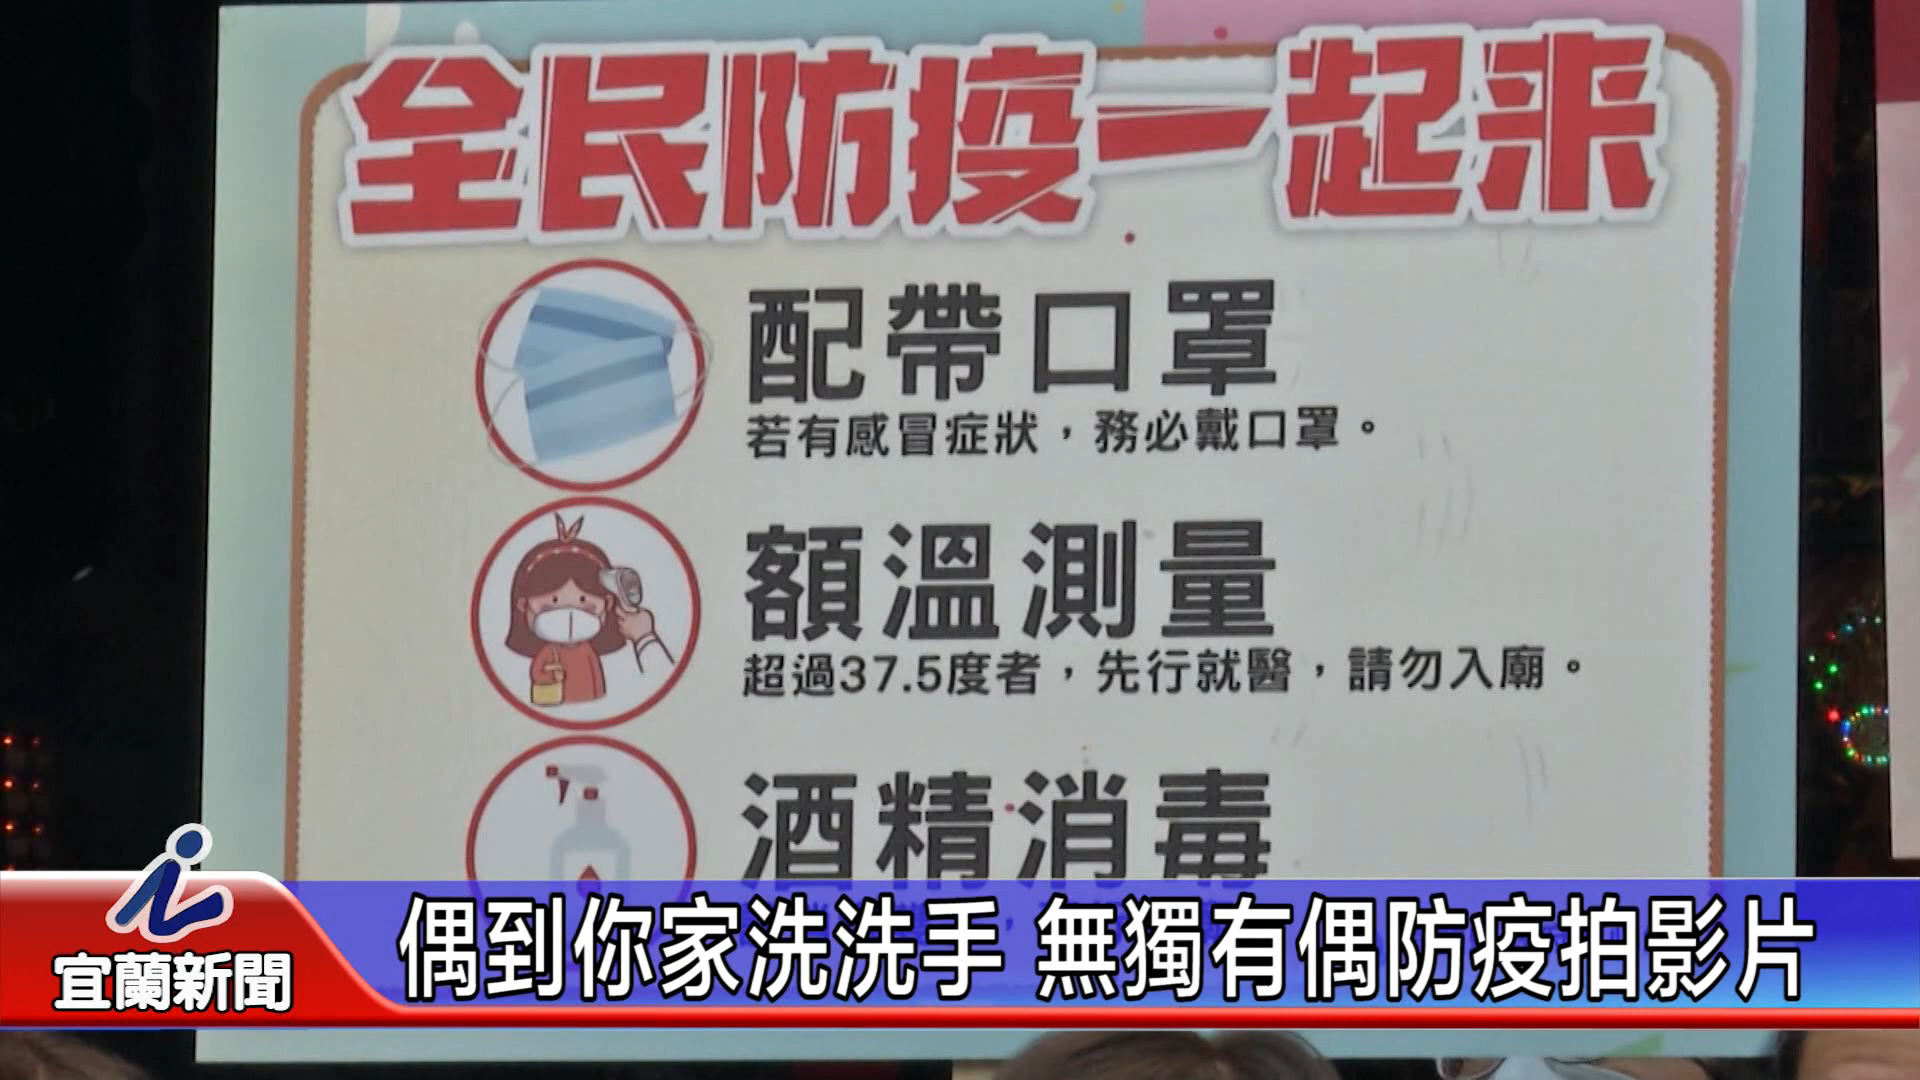 全民防疫一起來
配帶口罩
若有感冒症狀，務必戴口罩。
額溫測量
超過37.5度者，先行就醫，請勿入廟。
酒精消毒
偶到你家洗洗手 無獨有偶防疫拍影片
宜蘭新聞